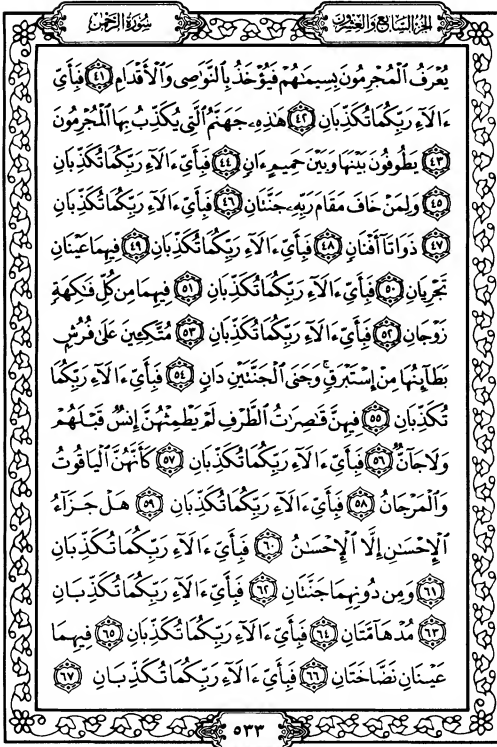 سورة الرحمن
الجزء السابع والعشرون
يُعْرَفُ ٱلْمُجْرِمُونَ بِسِيمَٰهُمْ فَيُؤْخَذُ بِٱلنَّوَٰصِى وَٱلْأَقْدَامِ ٤١ فَبِأَىِّ
ءَالَآءِ رَبِّكُمَا تُكَذِّبَانِ ٤٢ هَٰذِهِۦ جَهَنَّمُ ٱلَّتِى يُكَذِّبُ بِهَا ٱلْمُجْرِمُونَ
٤٣ يَطُوفُونَ بَيْنَهَا وَبَيْنَ حَمِيمٍ ءَانٍ ٤٤ فَبِأَىِّ ءَالَآءِ رَبِّكُمَا تُكَذِّبَانِ
٤٥ وَلِمَنْ خَافَ مَقَامَ رَبِّهِۦ جَنَّتَانِ ٤٦ فَبِأَىِّ ءَالَآءِ رَبِّكُمَا تُكَذِّبَانِ
٤٧ ذَوَاتَآ أَفْنَانٍ ٤٨ فَبِأَىِّ ءَالَآءِ رَبِّكُمَا تُكَذِّبَانِ ٤٩ فِيهِمَا عَيْنَانِ
تَجْرِيَانِ ٥٠ فَبِأَىِّ ءَالَآءِ رَبِّكُمَا تُكَذِّبَانِ ٥١ فِيهِمَا مِن كُلِّ فَٰكِهَةٍ
زَوْجَانِ ٥٢ فَبِأَىِّ ءَالَآءِ رَبِّكُمَا تُكَذِّبَانِ ٥٣ مُتَّكِـِٔينَ عَلَىٰ فُرُشٍۭ
بَطَآئِنُهَا مِنْ إِسْتَبْرَقٍ ۚ وَجَنَى ٱلْجَنَّتَيْنِ دَانٍ ٥٤ فَبِأَىِّ ءَالَآءِ رَبِّكُمَا
تُكَذِّبَانِ ٥٥ فِيهِنَّ قَٰصِرَٰتُ ٱلطَّرْفِ لَمْ يَطْمِثْهُنَّ إِنسٌ قَبْلَهُمْ
وَلَا جَآنٌّ ٥٦ فَبِأَىِّ ءَالَآءِ رَبِّكُمَا تُكَذِّبَانِ ٥٧ كَأَنَّهُنَّ ٱلْيَاقُوتُ
وَٱلْمَرْجَانُ ٥٨ فَبِأَىِّ ءَالَآءِ رَبِّكُمَا تُكَذِّبَانِ ٥٩ هَلْ جَزَآءُ
ٱلْإِحْسَٰنِ إِلَّا ٱلْإِحْسَٰنُ ٦٠ فَبِأَىِّ ءَالَآءِ رَبِّكُمَا تُكَذِّبَانِ
٦١ وَمِن دُونِهِمَا جَنَّتَانِ ٦٢ فَبِأَىِّ ءَالَآءِ رَبِّكُمَا تُكَذِّبَانِ
٦٣ مُدْهَآمَّتَانِ ٦٤ فَبِأَىِّ ءَالَآءِ رَبِّكُمَا تُكَذِّبَانِ ٦٥ فِيهِمَا
عَيْنَانِ نَضَّاخَتَانِ ٦٦ فَبِأَىِّ ءَالَآءِ رَبِّكُمَا تُكَذِّبَانِ ٦٧
٥٣٣